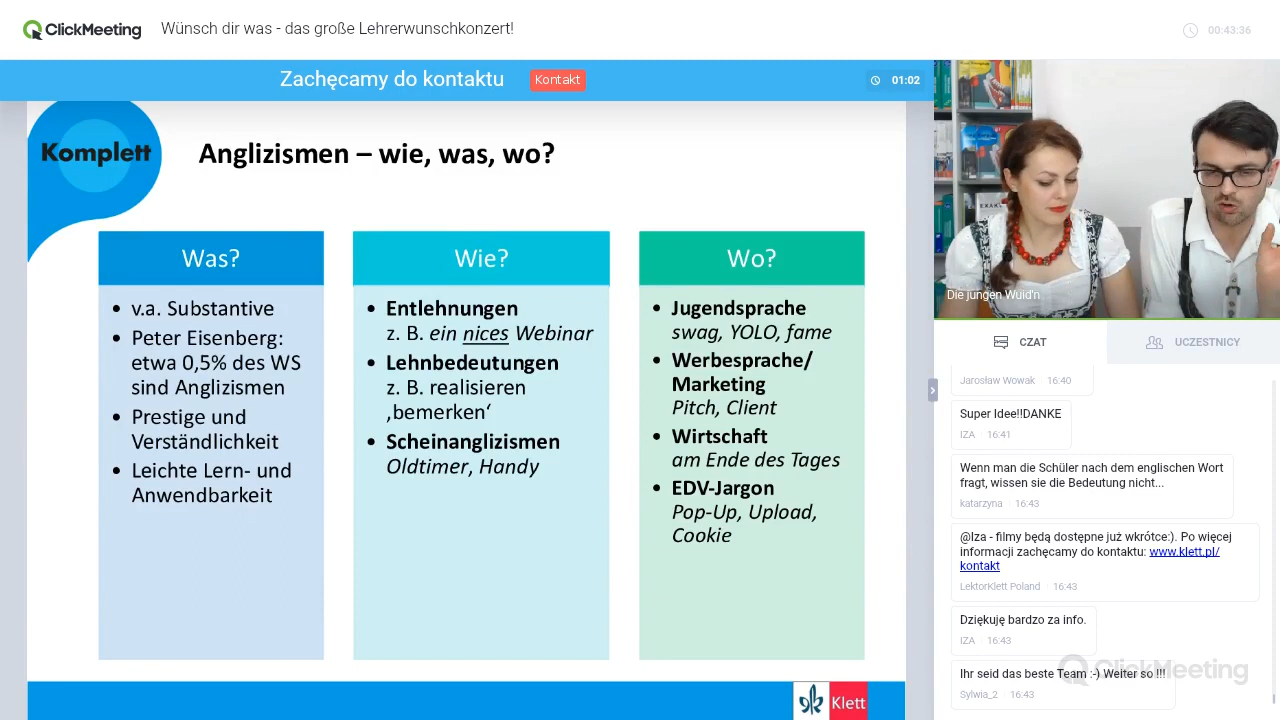 ClickMeeting
Wünsch dir was - das große Lehrerwunschkonzert!
00:43:36
Zachęcamy do kontaktu
Kontakt
01:02
Komplett
Anglizismen – wie, was, wo?
Was?
• v.a. Substantive
• Peter Eisenberg:
etwa 0,5% des WS
sind Anglizismen
• Prestige und
Verständlichkeit
• Leichte Lern- und
Anwendbarkeit
Wie?
• Entlehnungen
z. B. ein nices Webinar
• Lehnbedeutungen
z. B. realisieren
‚bemerken‘
• Scheinanglizismen
Oldtimer, Handy
Wo?
• Jugendsprache
swag, YOLO, fame
• Werbesprache/
Marketing
Pitch, Client
• Wirtschaft
am Ende des Tages
• EDV-Jargon
Pop-Up, Upload,
Cookie
Klett
Die jungen Wuid'n
CZAT
UCZESTNICY
Jarosław Wowak · 16:40
Super Idee!!DANKE
IZA · 16:41
Wenn man die Schüler nach dem englischen Wort
fragt, wissen sie die Bedeutung nicht...
katarzyna · 16:43
@Iza - filmy będą dostępne już wkrótce:). Po więcej
informacji zachęcamy do kontaktu: www.klett.pl/
kontakt
LektorKlett Poland · 16:43
Dziękuję bardzo za info.
IZA · 16:43
Ihr seid das beste Team :-) Weiter so !!!
Sylwia_2 · 16:43
ClickMeeting